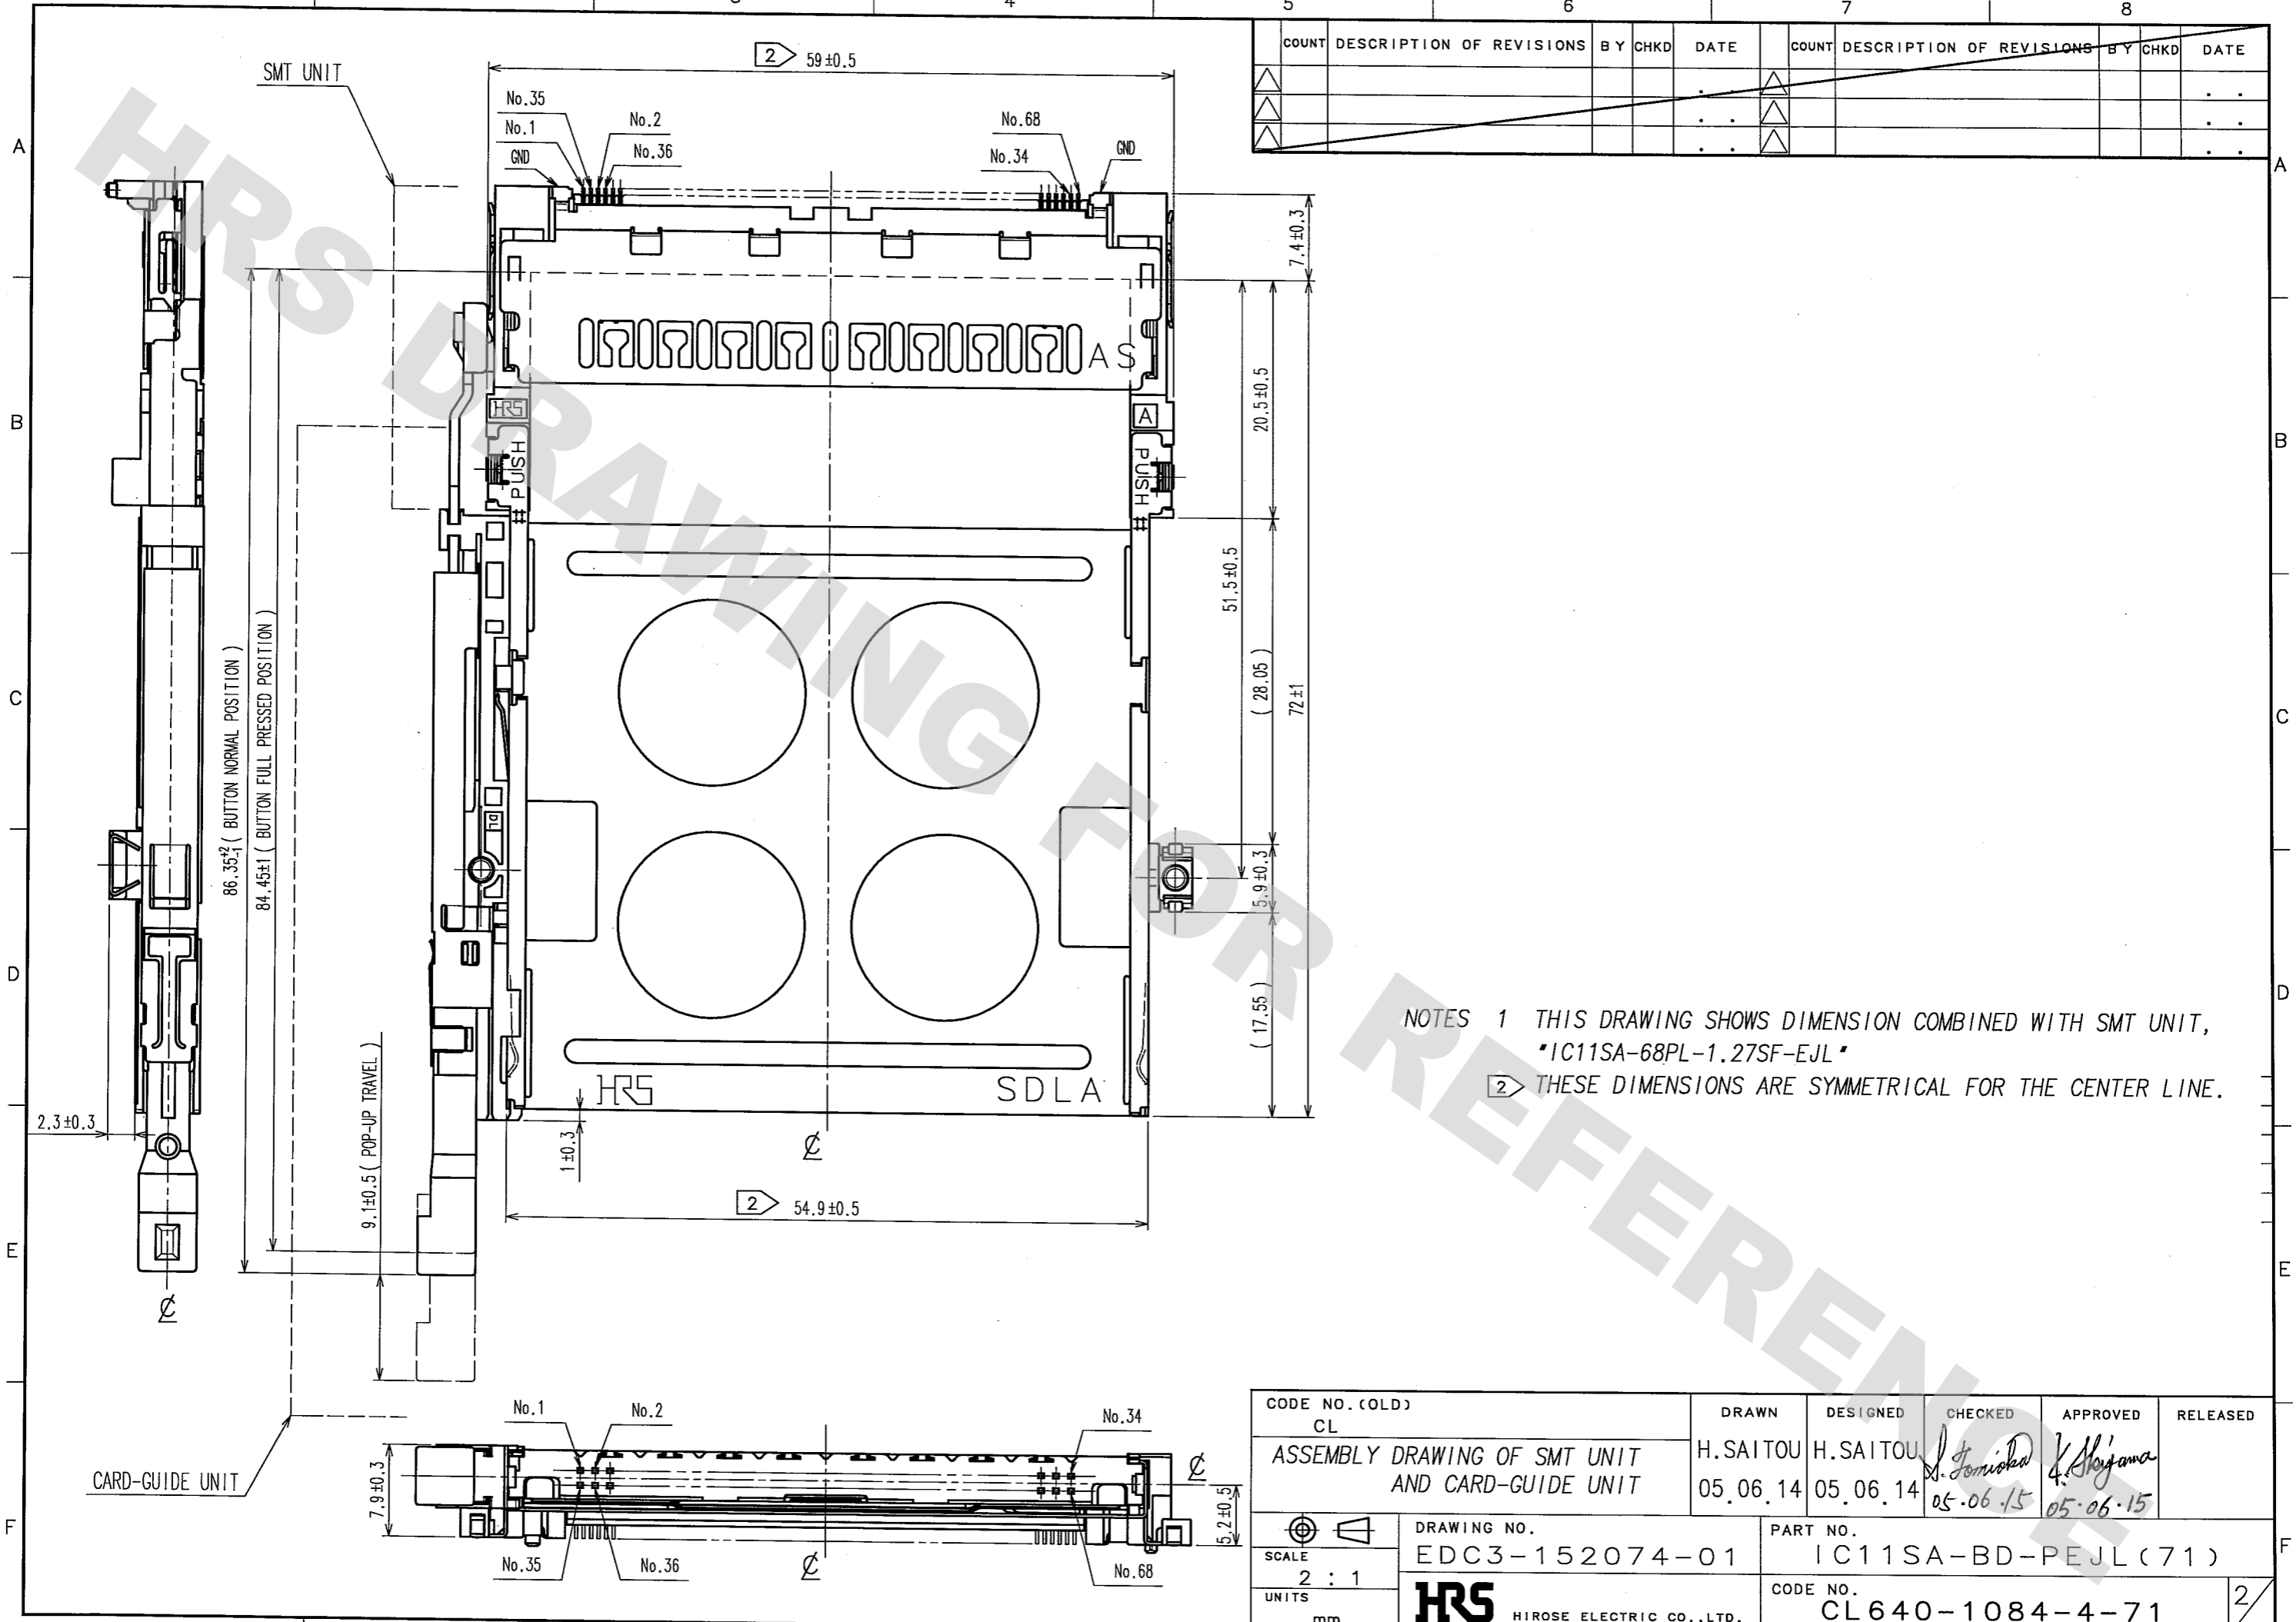 3 4 5 6 7 8
COUNT DESCRIPTION OF REVISIONS BY CHKD DATE COUNT DESCRIPTION OF REVISIONS BY CHKD DATE
2 59±0.5
SMT UNIT
No.35
No.1
No.2
No.68
GND
No.36
No.34
GND
A
A
7.4±0.3
AS
HRS
A
B
B
20.5±0.5
PUSH
PUSH
51.5±0.5
86.35+2-1 ( BUTTON NORMAL POSITION )
84.45±1 ( BUTTON FULL PRESSED POSITION )
( 28.05 )
72±1
C
C
DL
5.9±0.3
D
D
( 17.55 )
NOTES 1 THIS DRAWING SHOWS DIMENSION COMBINED WITH SMT UNIT,
"IC11SA-68PL-1.27SF-EJL"
2 THESE DIMENSIONS ARE SYMMETRICAL FOR THE CENTER LINE.
HRS SDLA
2.3±0.3
9.1±0.5 ( POP-UP TRAVEL )
1±0.3
2 54.9±0.5
E
E
CARD-GUIDE UNIT
No.1
No.2
No.34
7.9±0.3
5.2±0.5
No.35
No.36
No.68
F
F
CODE NO.(OLD)
CL
DRAWN DESIGNED CHECKED APPROVED RELEASED
ASSEMBLY DRAWING OF SMT UNIT
AND CARD-GUIDE UNIT
H.SAITOU H.SAITOU
05.06.14 05.06.14 05.06.15 05.06.15
SCALE
2 : 1
UNITS
mm
DRAWING NO.
EDC3-152074-01
PART NO.
IC11SA-BD-PEJL(71)
HRS HIROSE ELECTRIC CO.,LTD.
CODE NO.
CL640-1084-4-71
2
HRS DRAWING FOR REFERENCE